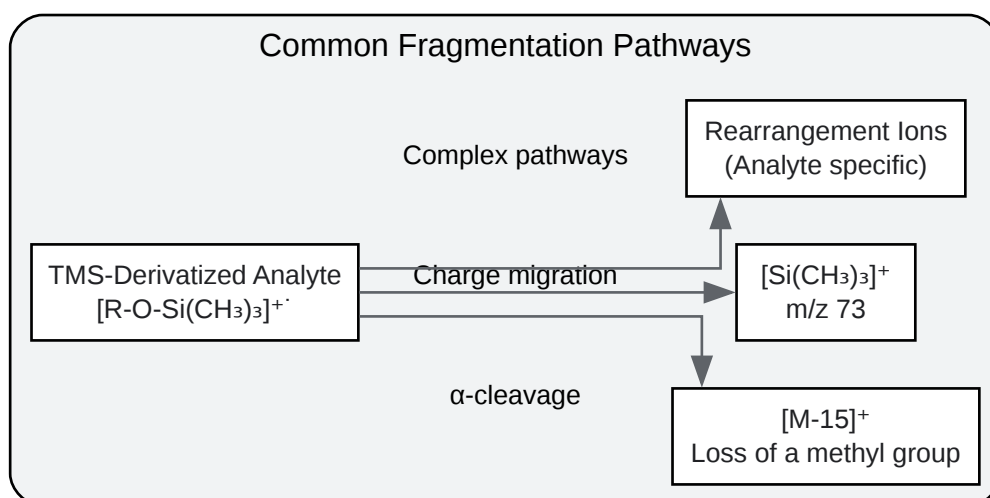 Common Fragmentation Pathways
Rearrangement Ions
(Analyte specific)
Complex pathways
TMS-Derivatized Analyte
[R-O-Si(CH₃)₃]⁺˙
Charge migration
[Si(CH₃)₃]⁺
m/z 73
α-cleavage
[M-15]⁺
Loss of a methyl group